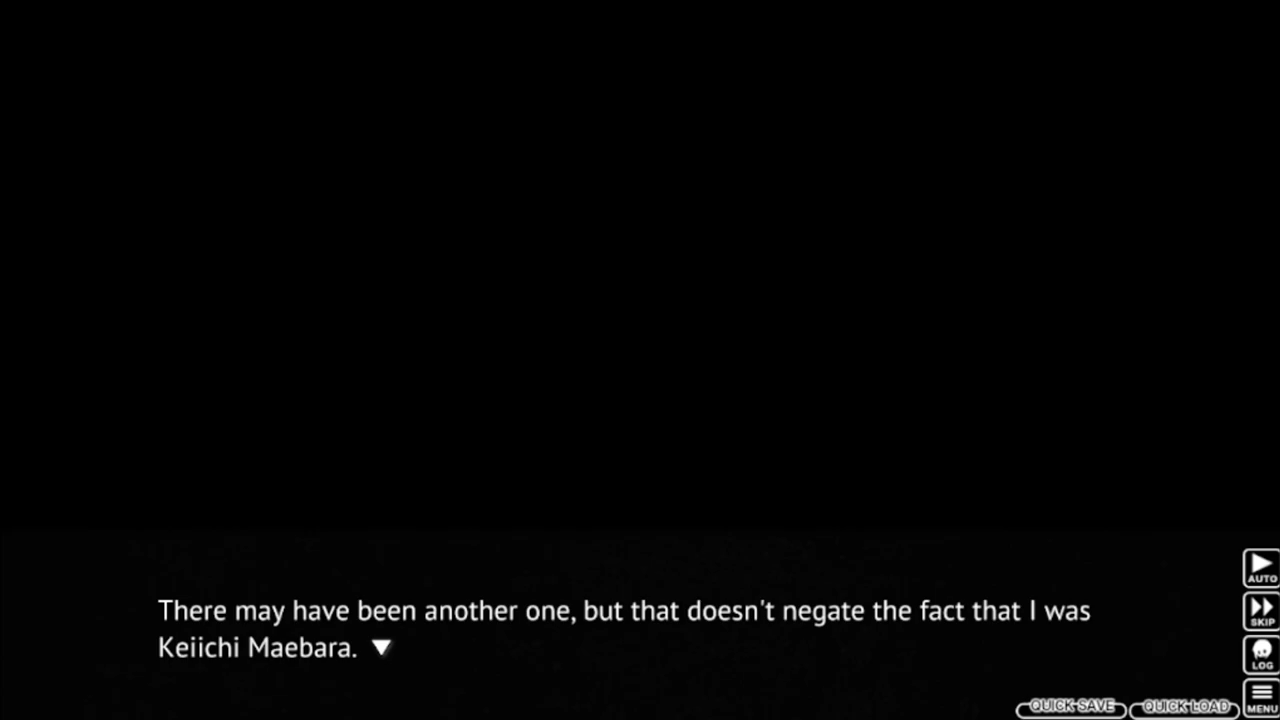 There may have been another one, but that doesn't negate the fact that I was
Keiichi Maebara.
AUTO
SKIP
LOG
MENU
QUICK SAVE
QUICK LOAD